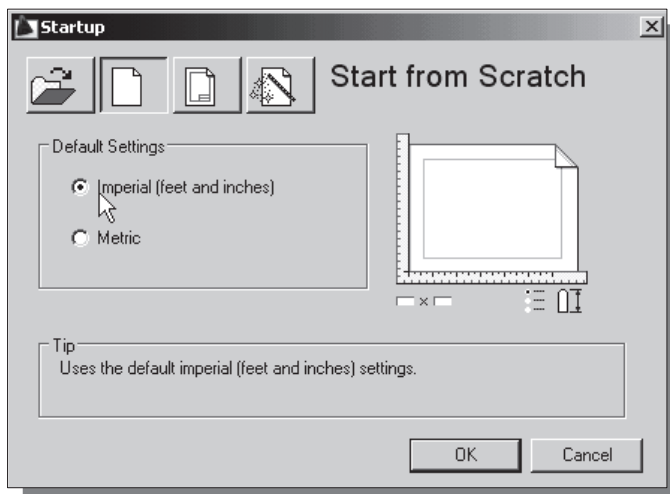 Startup
Start from Scratch
Default Settings
Imperial (feet and inches)
Metric
Tip
Uses the default imperial (feet and inches) settings.
OK
Cancel